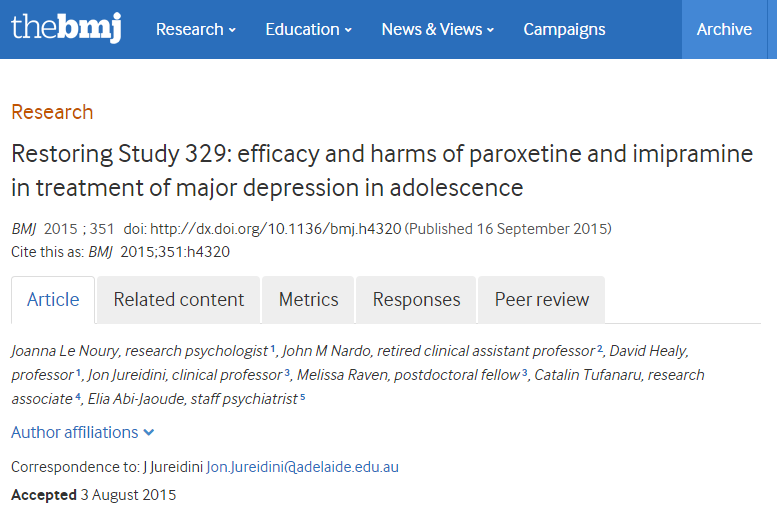 thebmj Research Education News & Views Campaigns Archive
Research
Restoring Study 329: efficacy and harms of paroxetine and imipramine
in treatment of major depression in adolescence
BMJ 2015 ; 351 doi: http://dx.doi.org/10.1136/bmj.h4320 (Published 16 September 2015)
Cite this as: BMJ 2015;351:h4320
Article Related content Metrics Responses Peer review
Joanna Le Noury, research psychologist 1, John M Nardo, retired clinical assistant professor 2, David Healy,
professor 1, Jon Jureidini, clinical professor 3, Melissa Raven, postdoctoral fellow 3, Catalin Tufanaru, research
associate 4, Elia Abi-Jaoude, staff psychiatrist 5
Author affiliations
Correspondence to: J Jureidini Jon.Jureidini@adelaide.edu.au
Accepted 3 August 2015